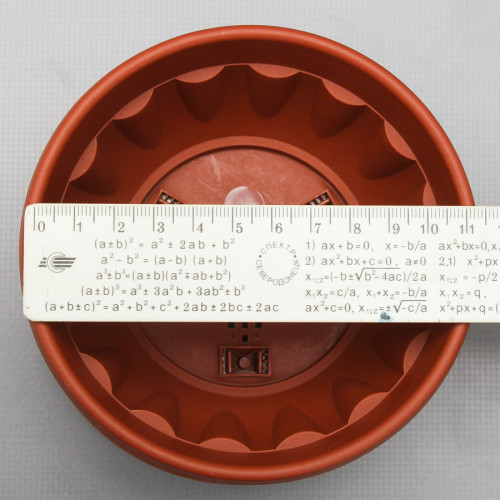 0 1 2 3 4 5 6 7 8 9 10 11
(a±b)² = a² ± 2ab + b²
a² – b² = (a–b) (a+b)
a³±b³=(a±b)(a²∓ab+b²)
(a±b)³=a³±3a²b+3ab²±b³
(a+b±c)²=a²+b²+c²+2ab±2bc±2ac
СПЕКТР
СЕВЕРОДОНЕЦК
1) ax+b=0, x=–b/a
2) ax²+bx+c=0, a≠0
x₁;₂=(–b±√b²-4ac)/2a
x₁x₂=c/a, x₁+x₂=–b/a
ax²+c=0, x₁;₂=±√–c/a
ax²+bx=0,x
2,1) x²+px
x₁;₂=–p/2
x₁x₂=q,
x²+px+q=(